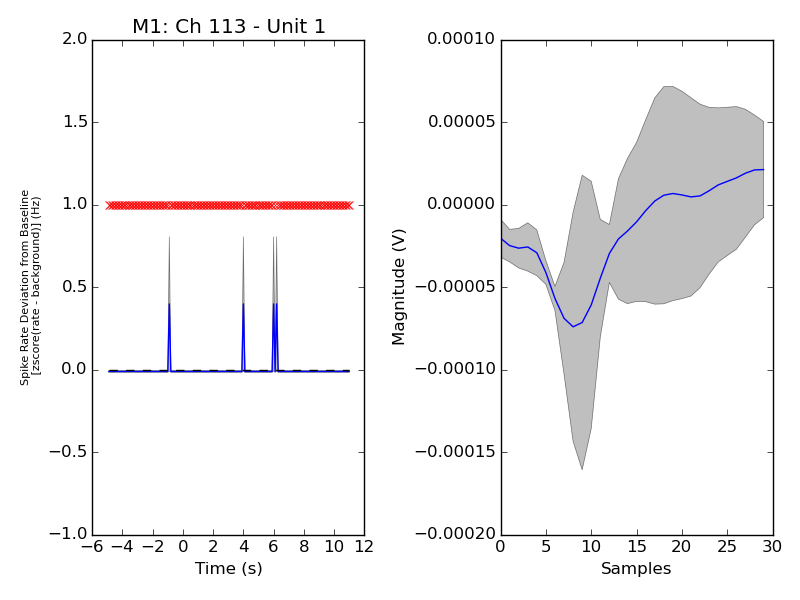 M1: Ch 113 - Unit 1
2.0
1.5
1.0
0.5
0.0
−0.5
−1.0
−6 −4 −2 0 2 4 6 8 10 12
Time (s)
Spike Rate Deviation from Baseline
[zscore(rate - background)] (Hz)
0.00010
0.00005
0.00000
−0.00005
−0.00010
−0.00015
−0.00020
0 5 10 15 20 25 30
Samples
Magnitude (V)